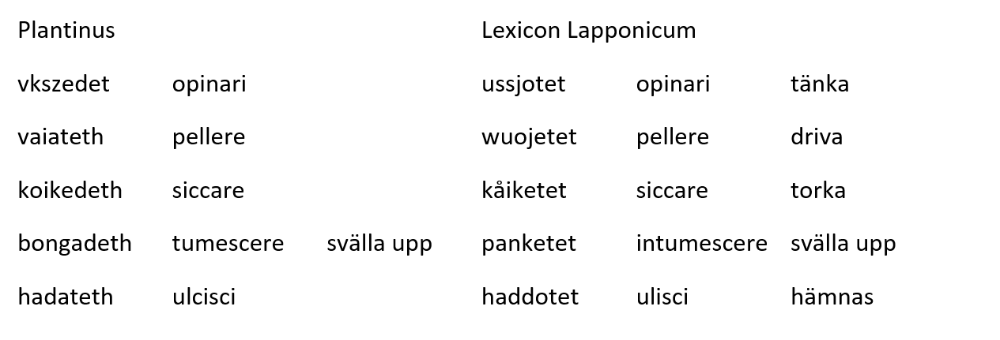 Plantinus Lexicon Lapponicum
vkszedet opinari ussjotet opinari tänka
vaiateth pellere wuojetet pellere driva
koikedeth siccare kåiketet siccare torka
bongadeth tumescere svälla upp panketet intumescere svälla upp
hadateth ulcisci haddotet ulisci hämnas